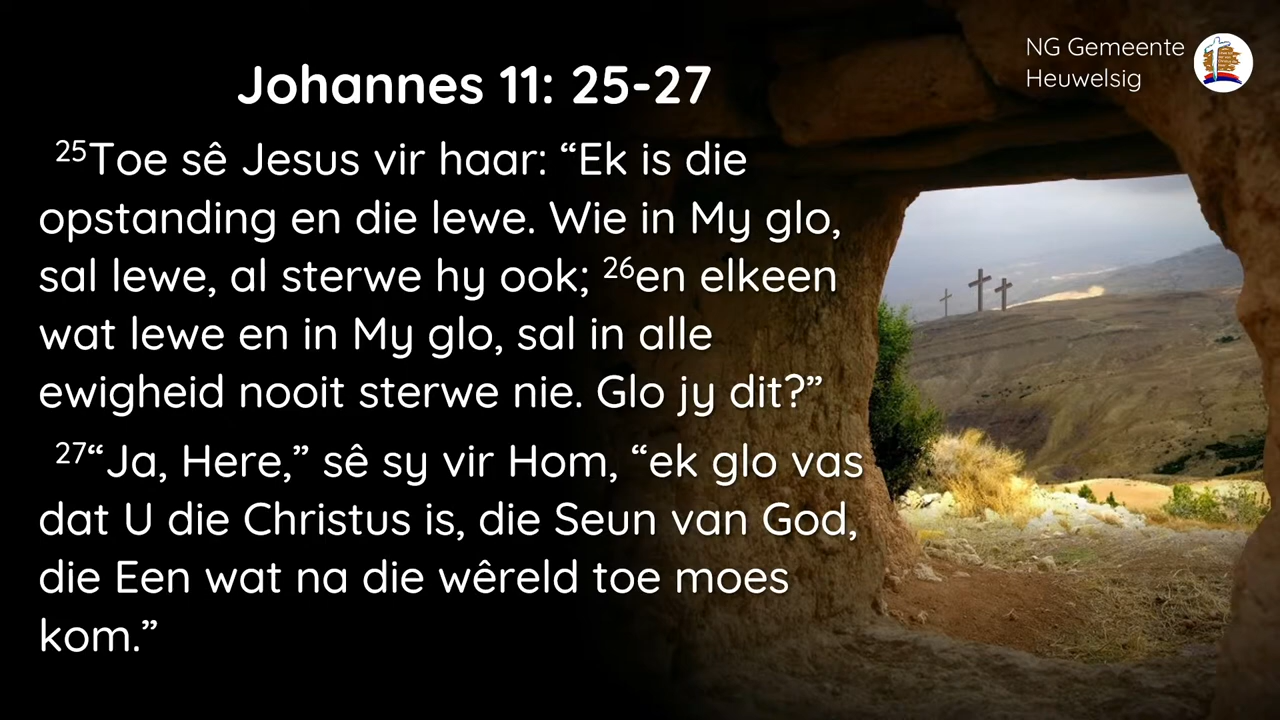 NG Gemeente
Heuwelsig
Johannes 11: 25-27
²⁵Toe sê Jesus vir haar: “Ek is die
opstanding en die lewe. Wie in My glo,
sal lewe, al sterwe hy ook; ²⁶en elkeen
wat lewe en in My glo, sal in alle
ewigheid nooit sterwe nie. Glo jy dit?”
²⁷“Ja, Here,” sê sy vir Hom, “ek glo vas
dat U die Christus is, die Seun van God,
die Een wat na die wêreld toe moes
kom.”